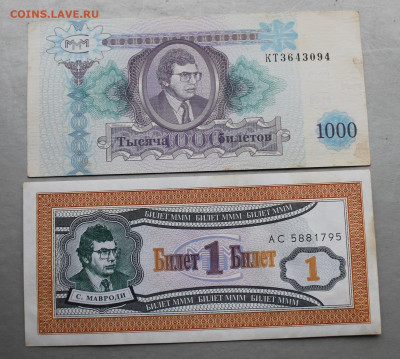 COINS.LAVE.RU
МММ
КТ3643094
Тысяча 1000 билетов
1000
БИЛЕТ МММ БИЛЕТ МММ БИЛЕТ МММ
АС 5881795
Билет 1 Билет
1
С. МАВРОДИ
БИЛЕТ МММ БИЛЕТ МММ БИЛЕТ МММ